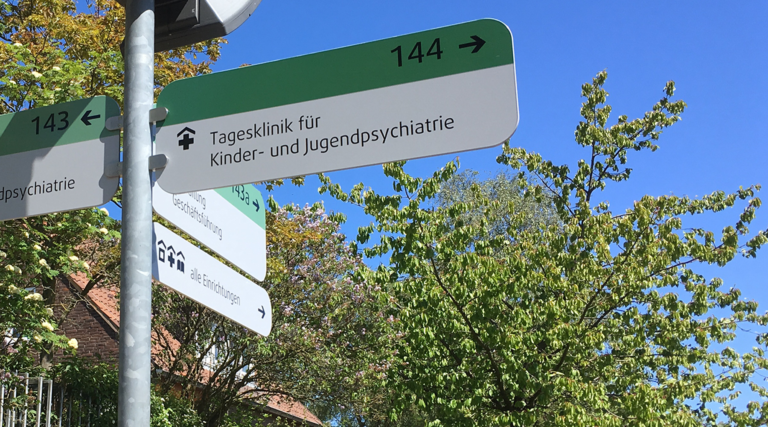 144 →
Tagesklinik für
Kinder- und Jugendpsychiatrie
143 ←
dpsychiatrie
143a →
Geschäftsführung
alle Einrichtungen →